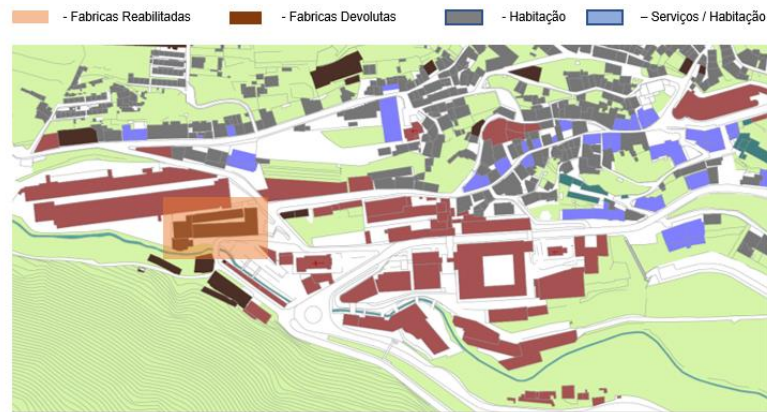 - Fabricas Reabilitadas
- Fabricas Devolutas
- Habitação
– Serviços / Habitação